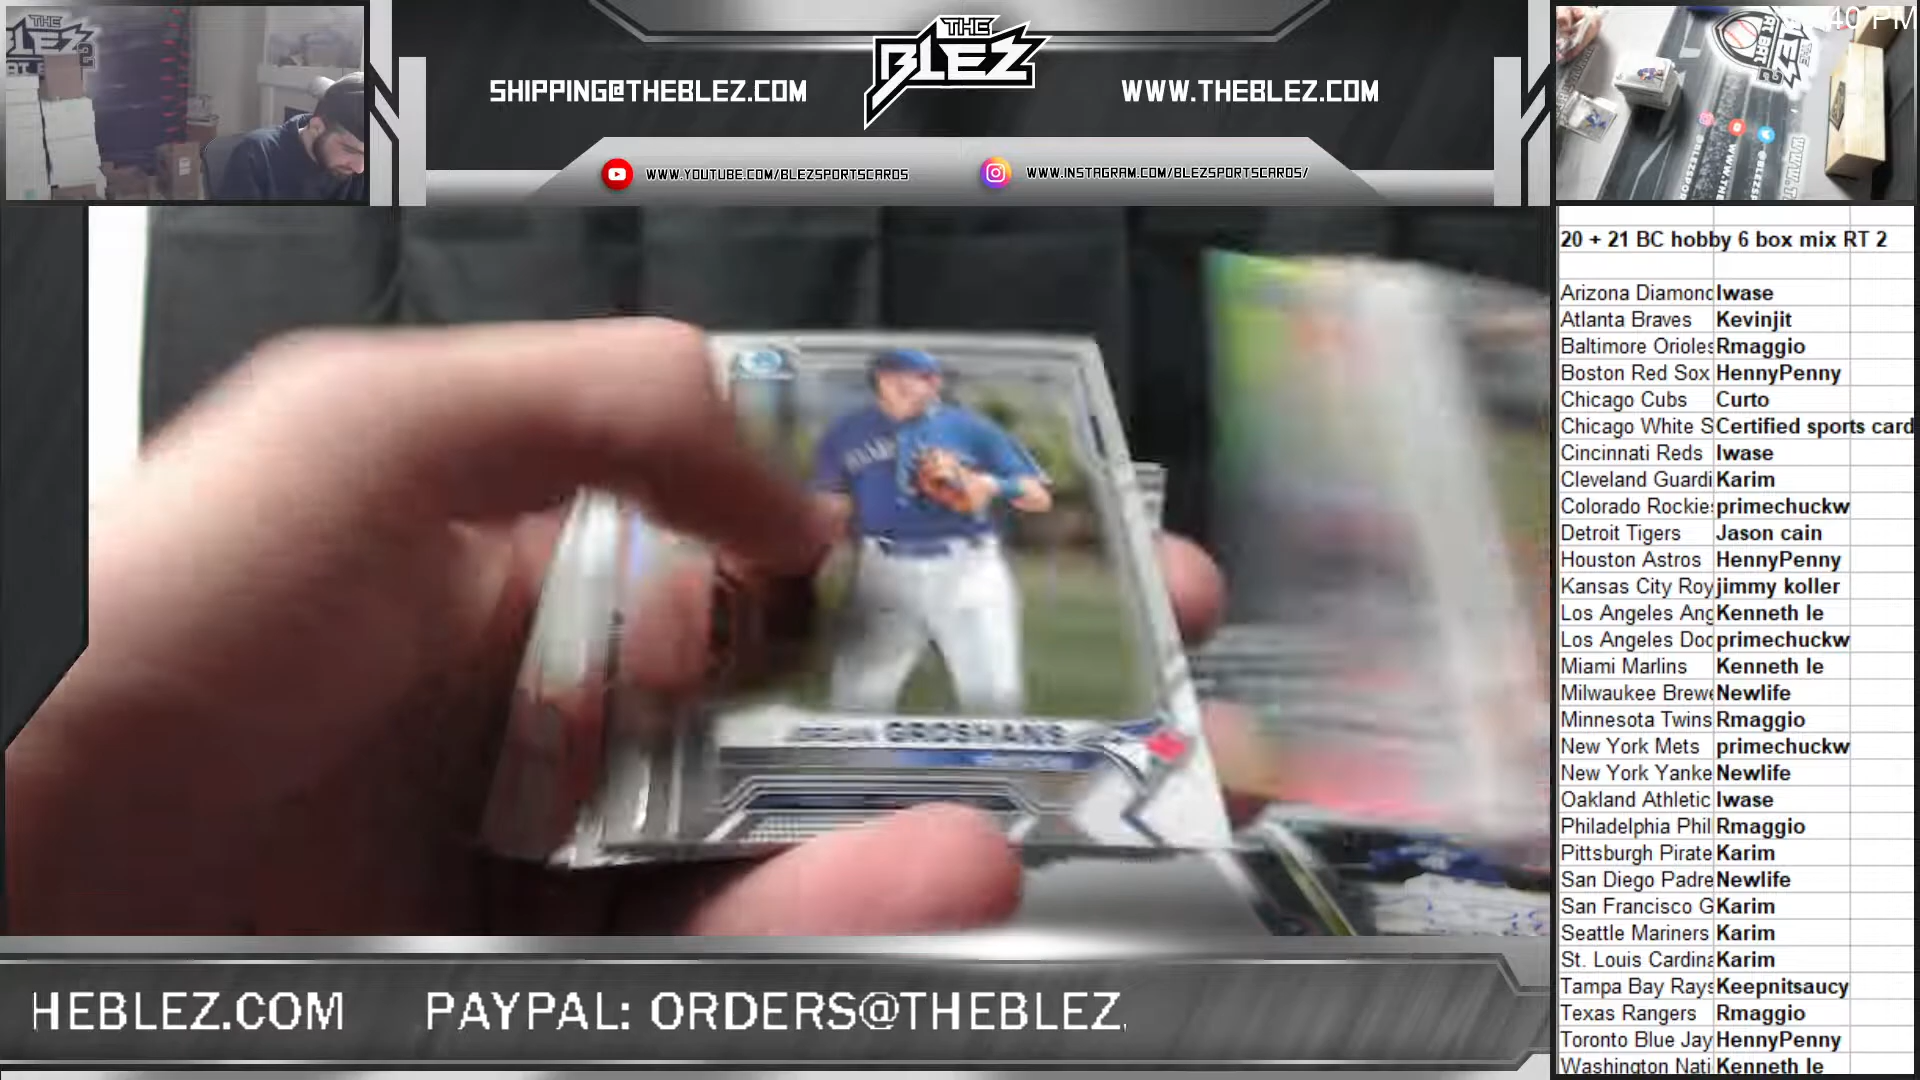 THE
BLEZ
SHIPPING@THEBLEZ.COM
WWW.THEBLEZ.COM
WWW.YOUTUBE.COM/BLEZSPORTSCARDS
WWW.INSTAGRAM.COM/BLEZSPORTSCARDS/
40 PM
20 + 21 BC hobby 6 box mix RT 2
Arizona Diamond Iwase
Atlanta Braves Kevinjit
Baltimore Orioles Rmaggio
Boston Red Sox HennyPenny
Chicago Cubs Curto
Chicago White S Certified sports card
Cincinnati Reds Iwase
Cleveland Guardi Karim
Colorado Rockies primechuckw
Detroit Tigers Jason cain
Houston Astros HennyPenny
Kansas City Roy jimmy koller
Los Angeles Ang Kenneth le
Los Angeles Dod primechuckw
Miami Marlins Kenneth le
Milwaukee Brewe Newlife
Minnesota Twins Rmaggio
New York Mets primechuckw
New York Yanke Newlife
Oakland Athletic Iwase
Philadelphia Phil Rmaggio
Pittsburgh Pirate Karim
San Diego Padre Newlife
San Francisco G Karim
Seattle Mariners Karim
St. Louis Cardina Karim
Tampa Bay Rays Keepnitsaucy
Texas Rangers Rmaggio
Toronto Blue Jay HennyPenny
Washington Nati Kenneth le
JORDAN GROSHANS
HEBLEZ.COM PAYPAL: ORDERS@THEBLEZ.